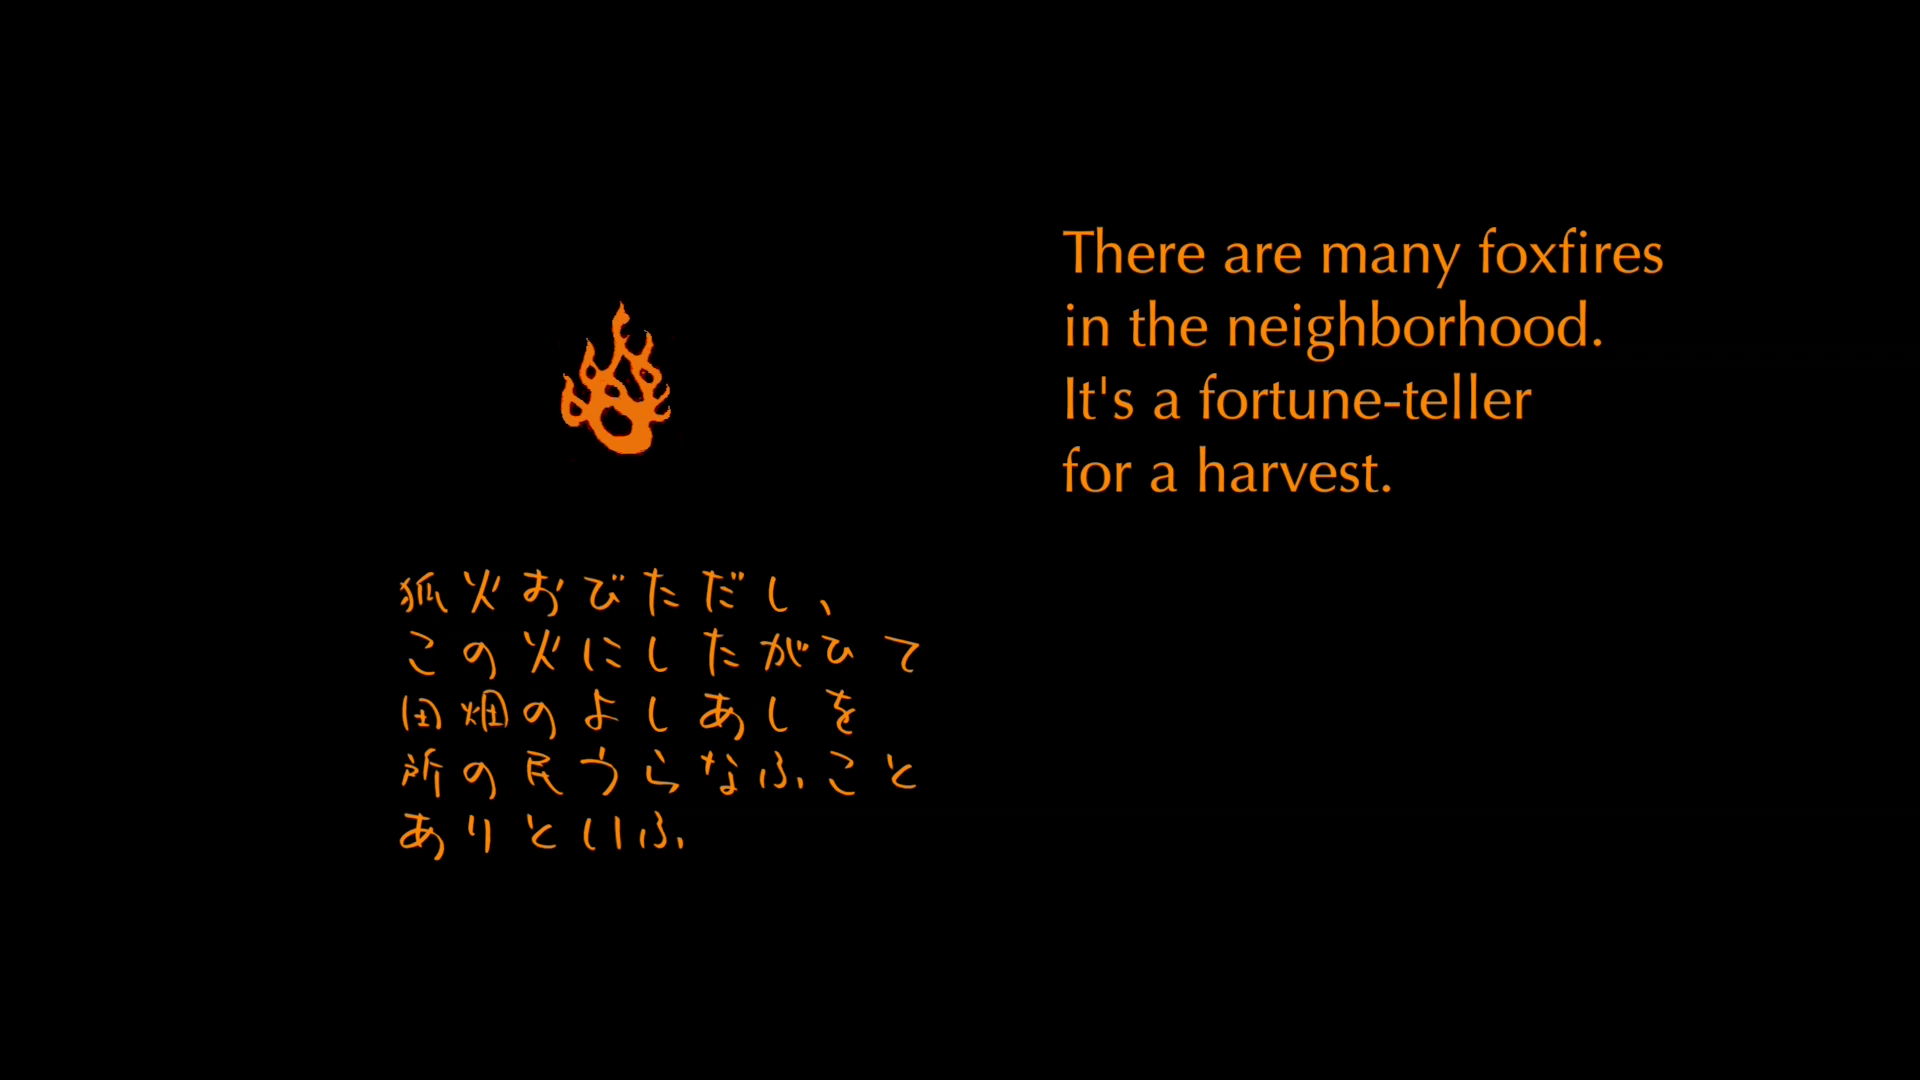 There are many foxfires
in the neighborhood.
It's a fortune-teller
for a harvest.
狐火おびただし、
この火にしたがひて
田畑のよしあしを
所の民うらなふこと
ありといふ